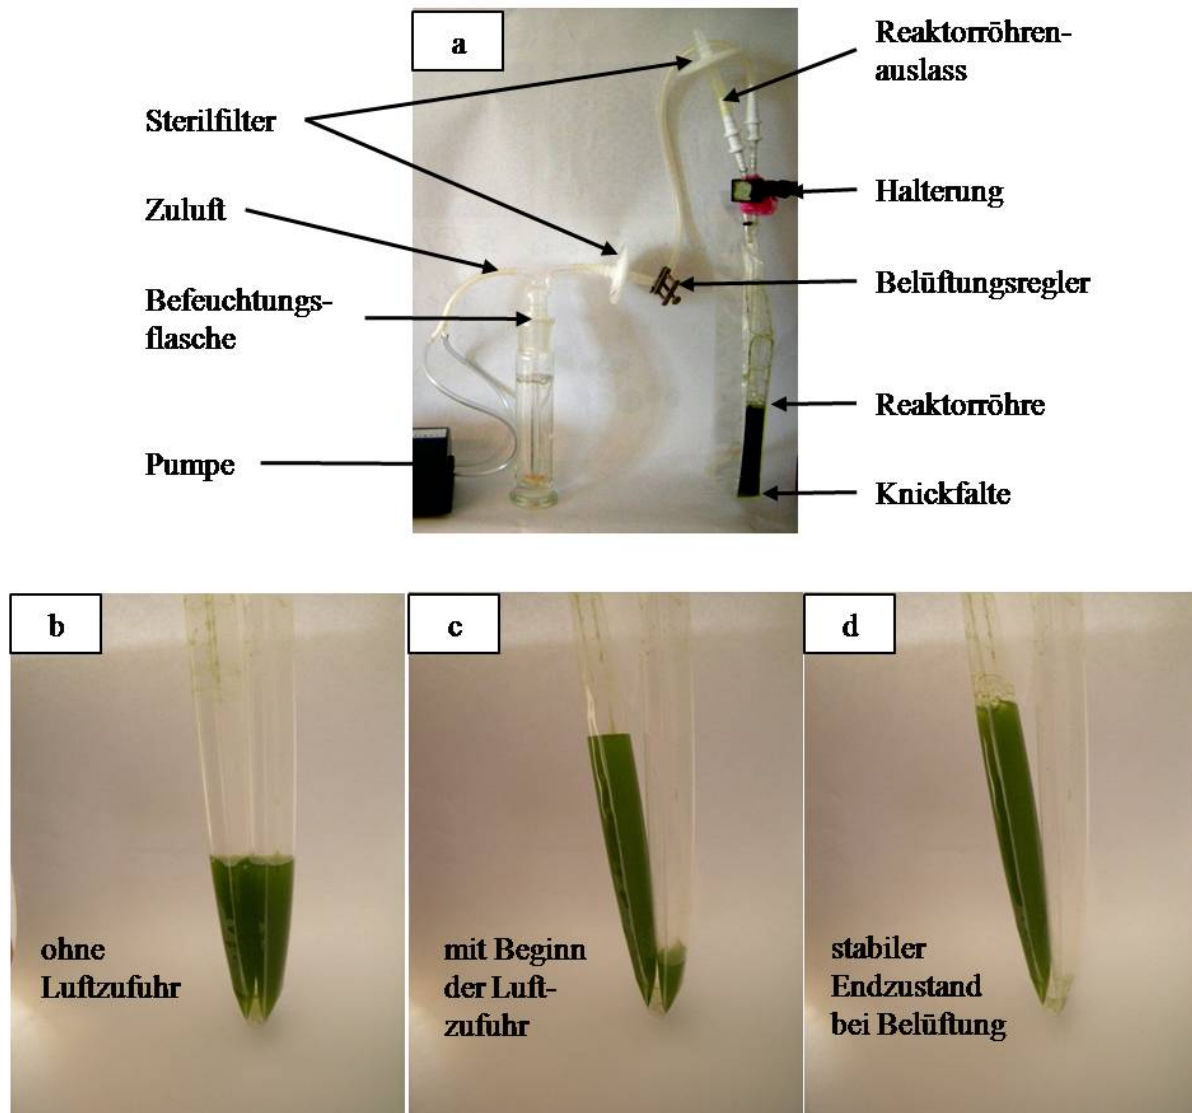 a
Reaktorröhren-
auslass
Sterilfilter
Halterung
Zuluft
Belüftungsregler
Befeuchtungs-
flasche
Reaktorröhre
Pumpe
Knickfalte
b
ohne
Luftzufuhr
c
mit Beginn
der Luft-
zufuhr
d
stabiler
Endzustand
bei Belüftung